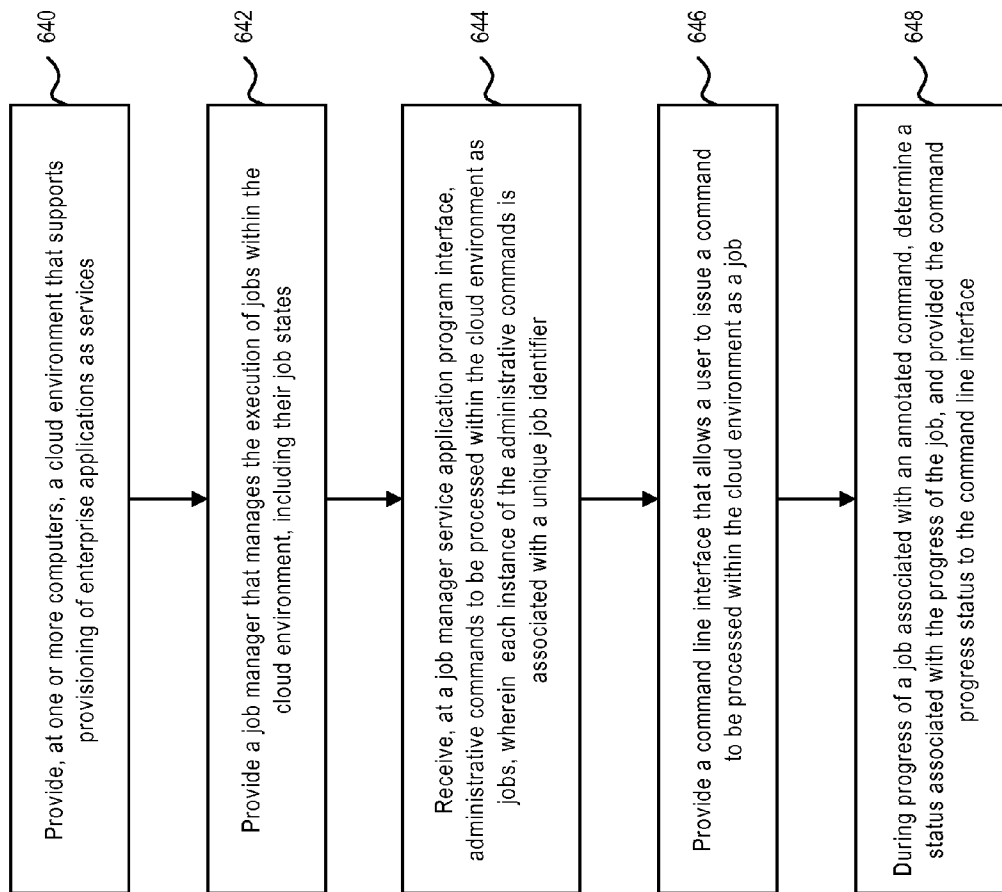 640
Provide, at one or more computers, a cloud environment that supports
provisioning of enterprise applications as services
642
Provide a job manager that manages the execution of jobs within the
cloud environment, including their job states
644
Receive, at a job manager service application program interface,
administrative commands to be processed within the cloud environment as
jobs, wherein each instance of the administrative commands is
associated with a unique job identifier
646
Provide a command line interface that allows a user to issue a command
to be processed within the cloud environment as a job
648
During progress of a job associated with an annotated command, determine a
status associated with the progress of the job, and provided the command
progress status to the command line interface